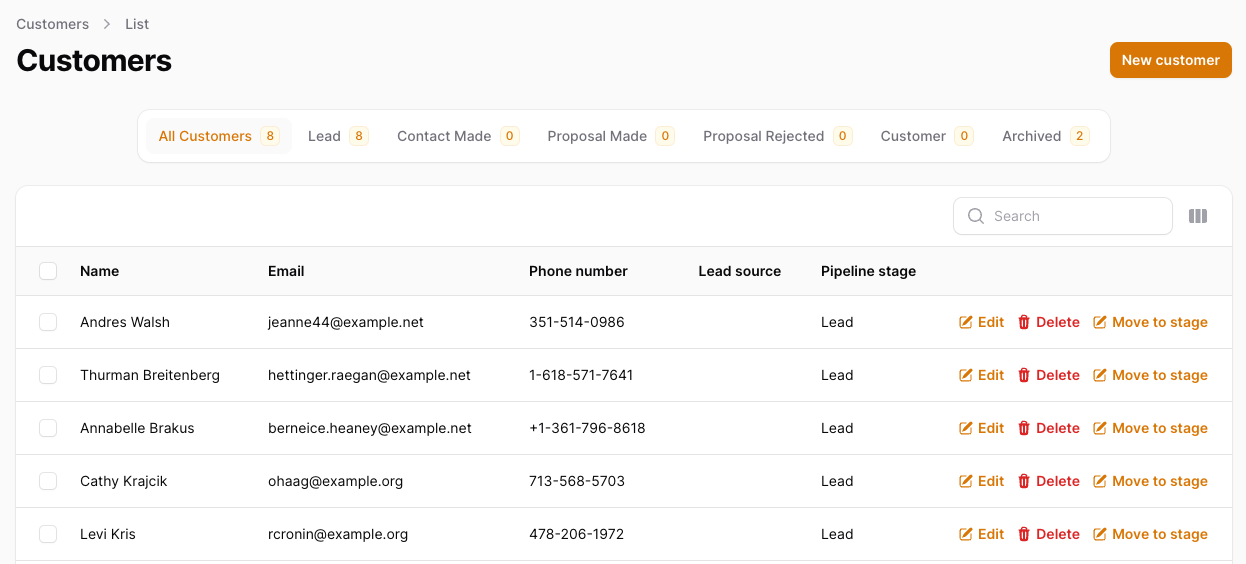 Customers > List
Customers
New customer
All Customers 8 Lead 8 Contact Made 0 Proposal Made 0 Proposal Rejected 0 Customer 0 Archived 2
Search
Name Email Phone number Lead source Pipeline stage
Andres Walsh jeanne44@example.net 351-514-0986 Lead Edit Delete Move to stage
Thurman Breitenberg hettinger.raegan@example.net 1-618-571-7641 Lead Edit Delete Move to stage
Annabelle Brakus berneice.heaney@example.net +1-361-796-8618 Lead Edit Delete Move to stage
Cathy Krajcik ohaag@example.org 713-568-5703 Lead Edit Delete Move to stage
Levi Kris rcronin@example.org 478-206-1972 Lead Edit Delete Move to stage